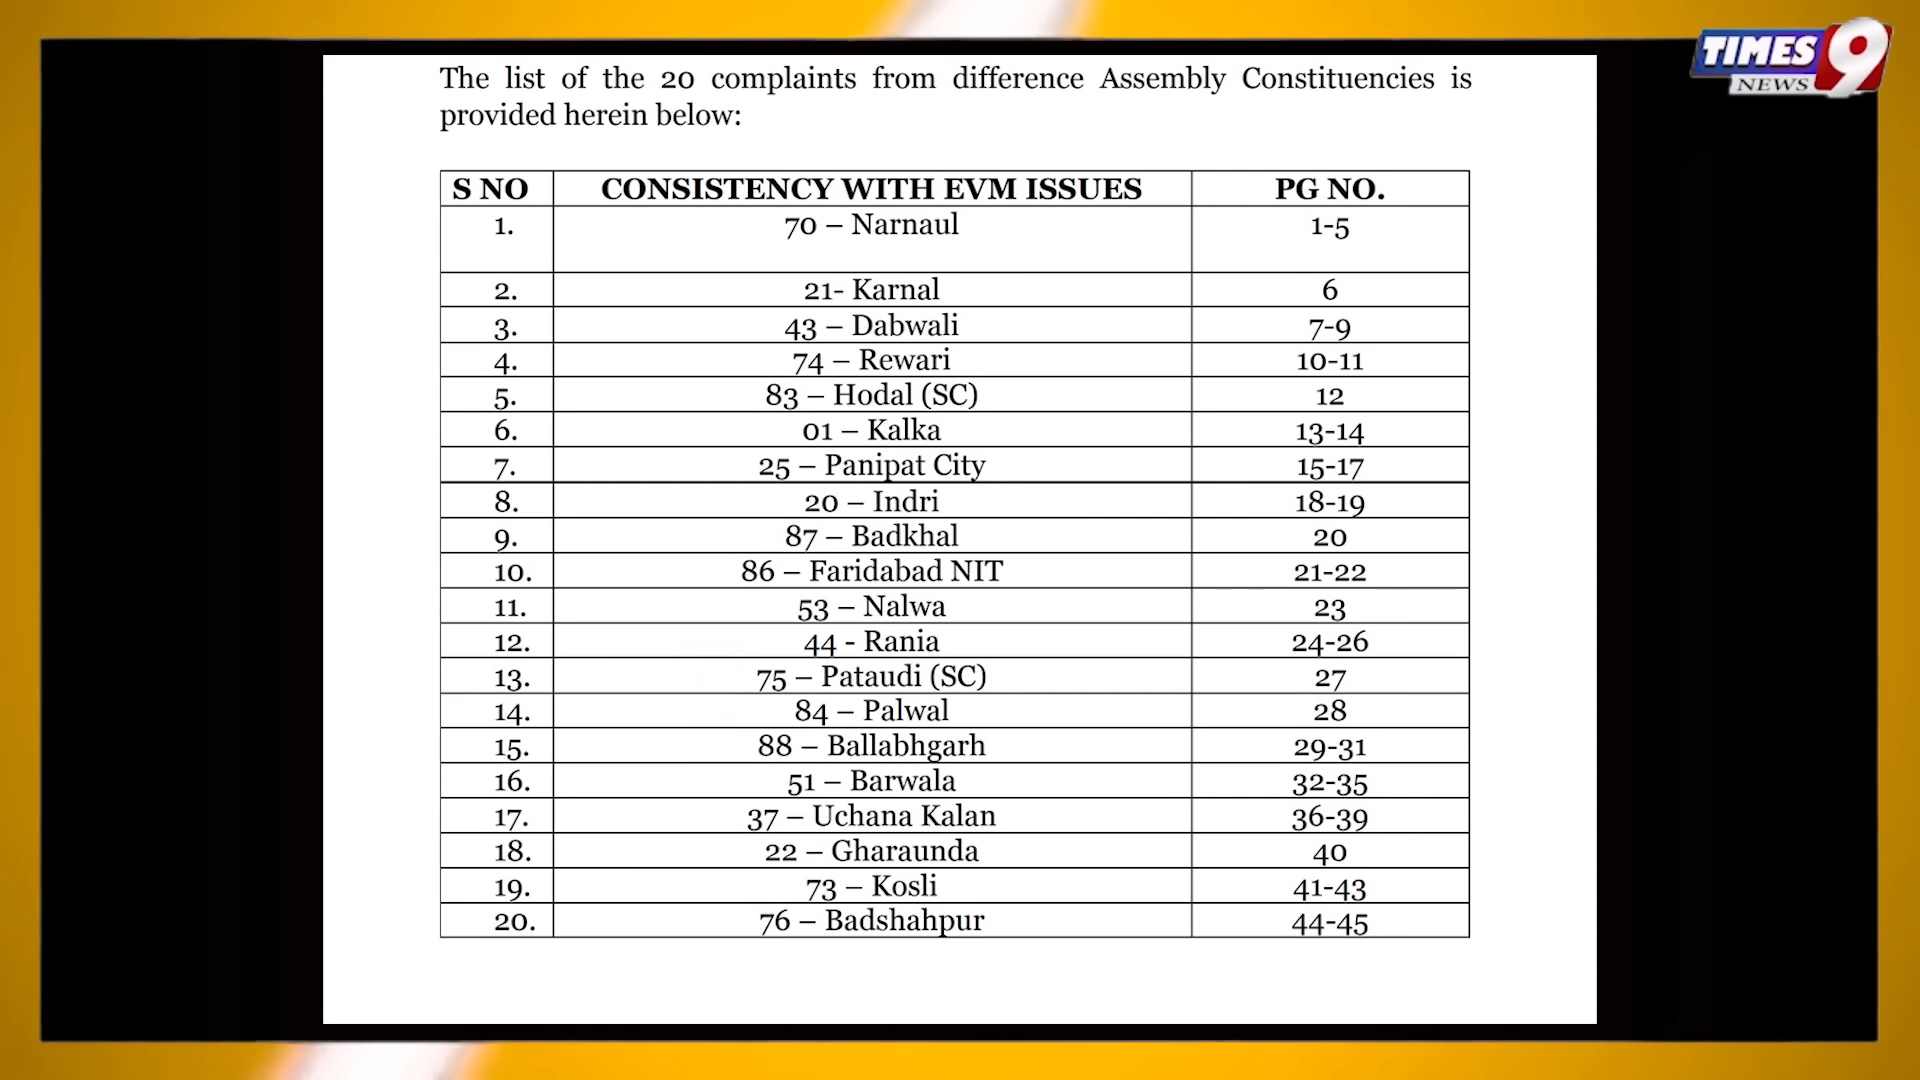 TIMES 9
NEWS
The list of the 20 complaints from difference Assembly Constituencies is
provided herein below:
S NO CONSISTENCY WITH EVM ISSUES PG NO.
1. 70 – Narnaul 1-5
2. 21- Karnal 6
3. 43 – Dabwali 7-9
4. 74 – Rewari 10-11
5. 83 – Hodal (SC) 12
6. 01 – Kalka 13-14
7. 25 – Panipat City 15-17
8. 20 – Indri 18-19
9. 87 – Badkhal 20
10. 86 – Faridabad NIT 21-22
11. 53 – Nalwa 23
12. 44 - Rania 24-26
13. 75 – Pataudi (SC) 27
14. 84 – Palwal 28
15. 88 – Ballabhgarh 29-31
16. 51 – Barwala 32-35
17. 37 – Uchana Kalan 36-39
18. 22 – Gharaunda 40
19. 73 – Kosli 41-43
20. 76 – Badshahpur 44-45